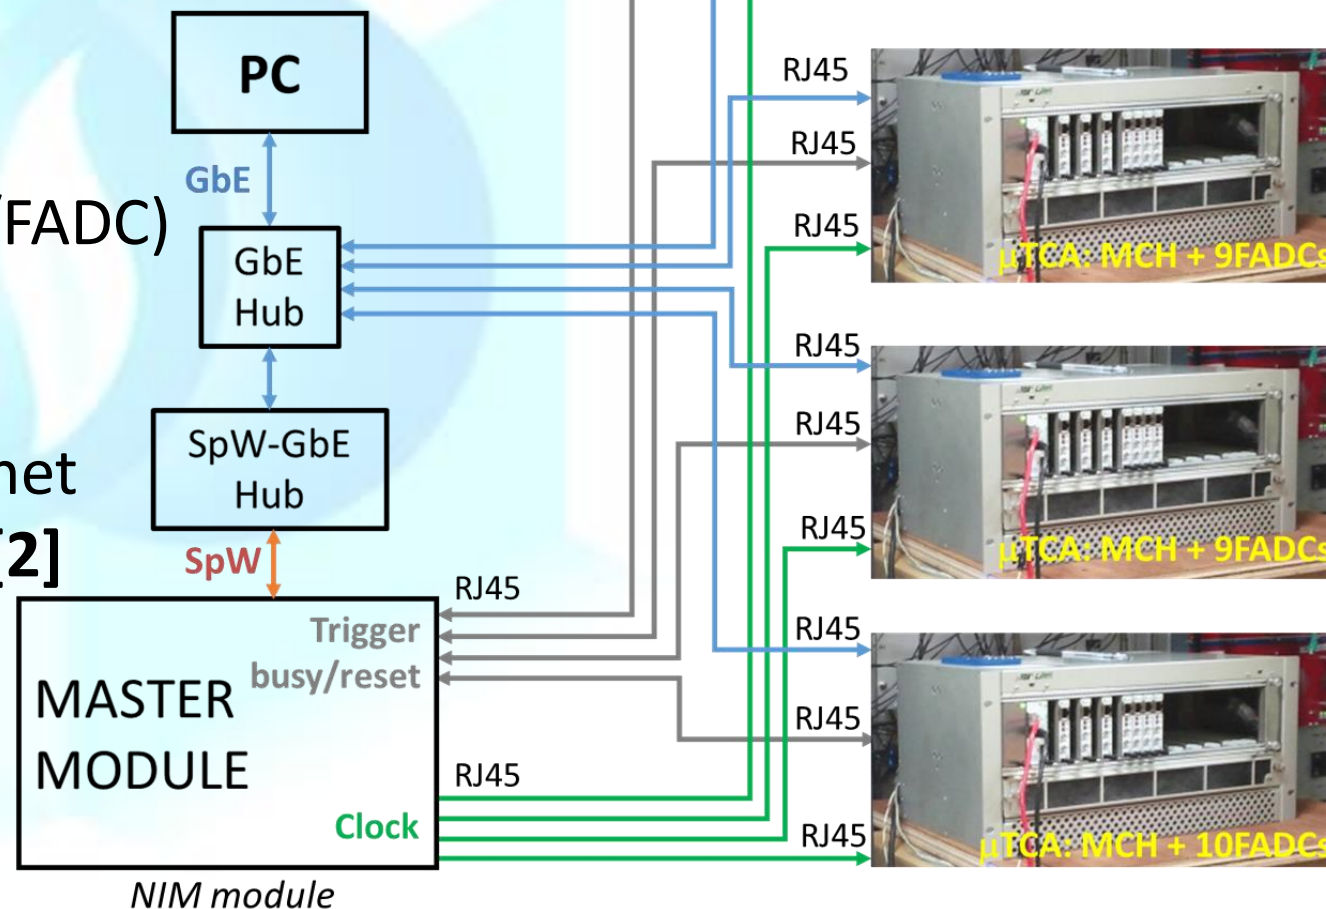 PC
GbE
/FADC)
GbE
Hub
SpW-GbE
Hub
net
[2]
SpW
RJ45
Trigger
busy/reset
MASTER
MODULE
RJ45
Clock
NIM module
RJ45
RJ45
RJ45
μTCA: MCH + 9FADCs
RJ45
RJ45
RJ45
μTCA: MCH + 9FADCs
RJ45
RJ45
RJ45
μTCA: MCH + 10FADCs